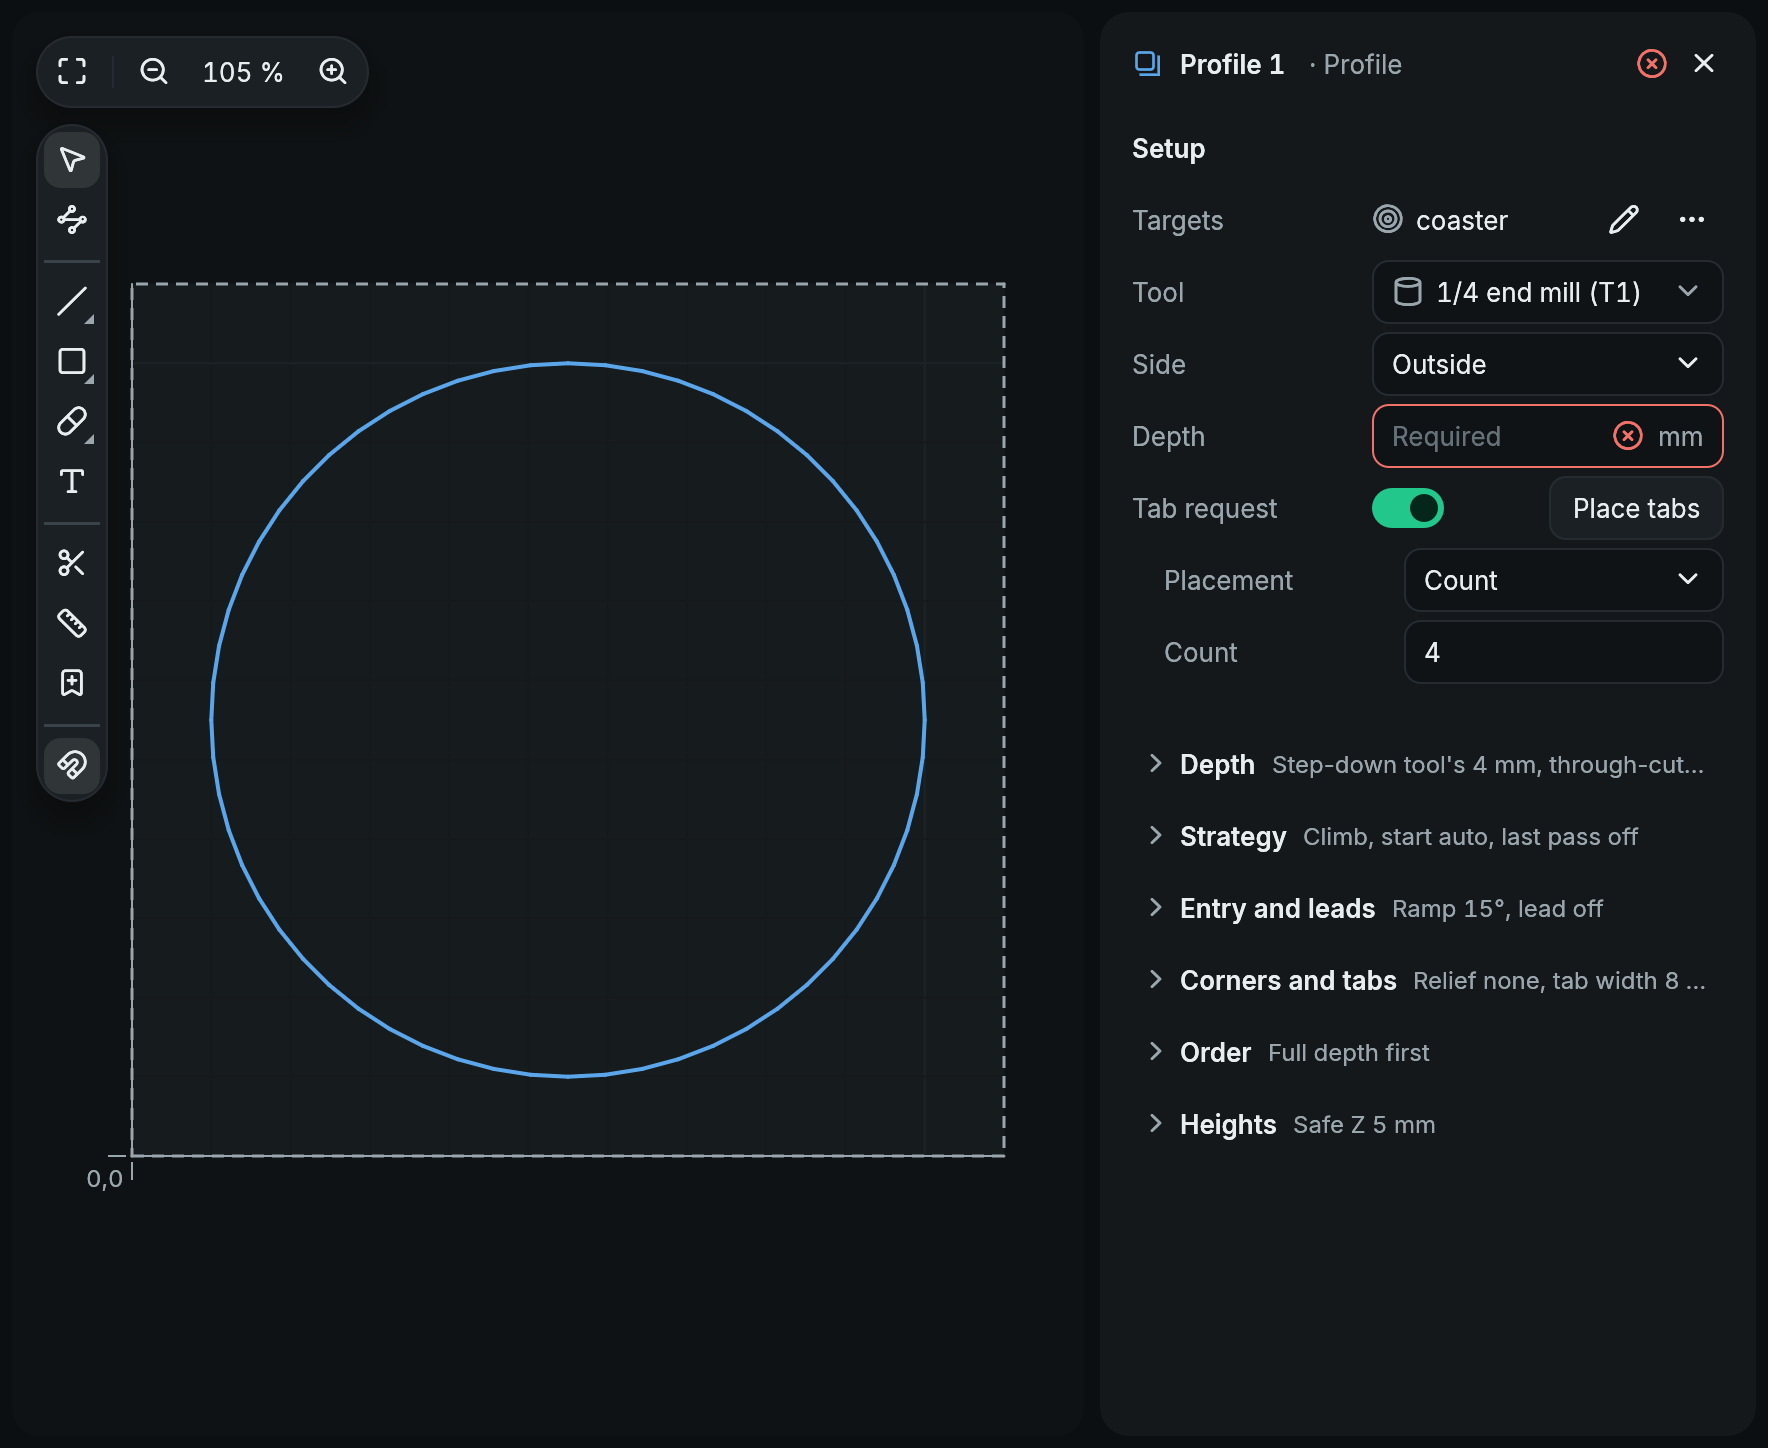 105 %
0,0
Profile 1 · Profile
Setup
Targets coaster
Tool 1/4 end mill (T1)
Side Outside
Depth Required mm
Tab request Place tabs
Placement Count
Count 4
Depth Step-down tool's 4 mm, through-cut...
Strategy Climb, start auto, last pass off
Entry and leads Ramp 15°, lead off
Corners and tabs Relief none, tab width 8 ...
Order Full depth first
Heights Safe Z 5 mm